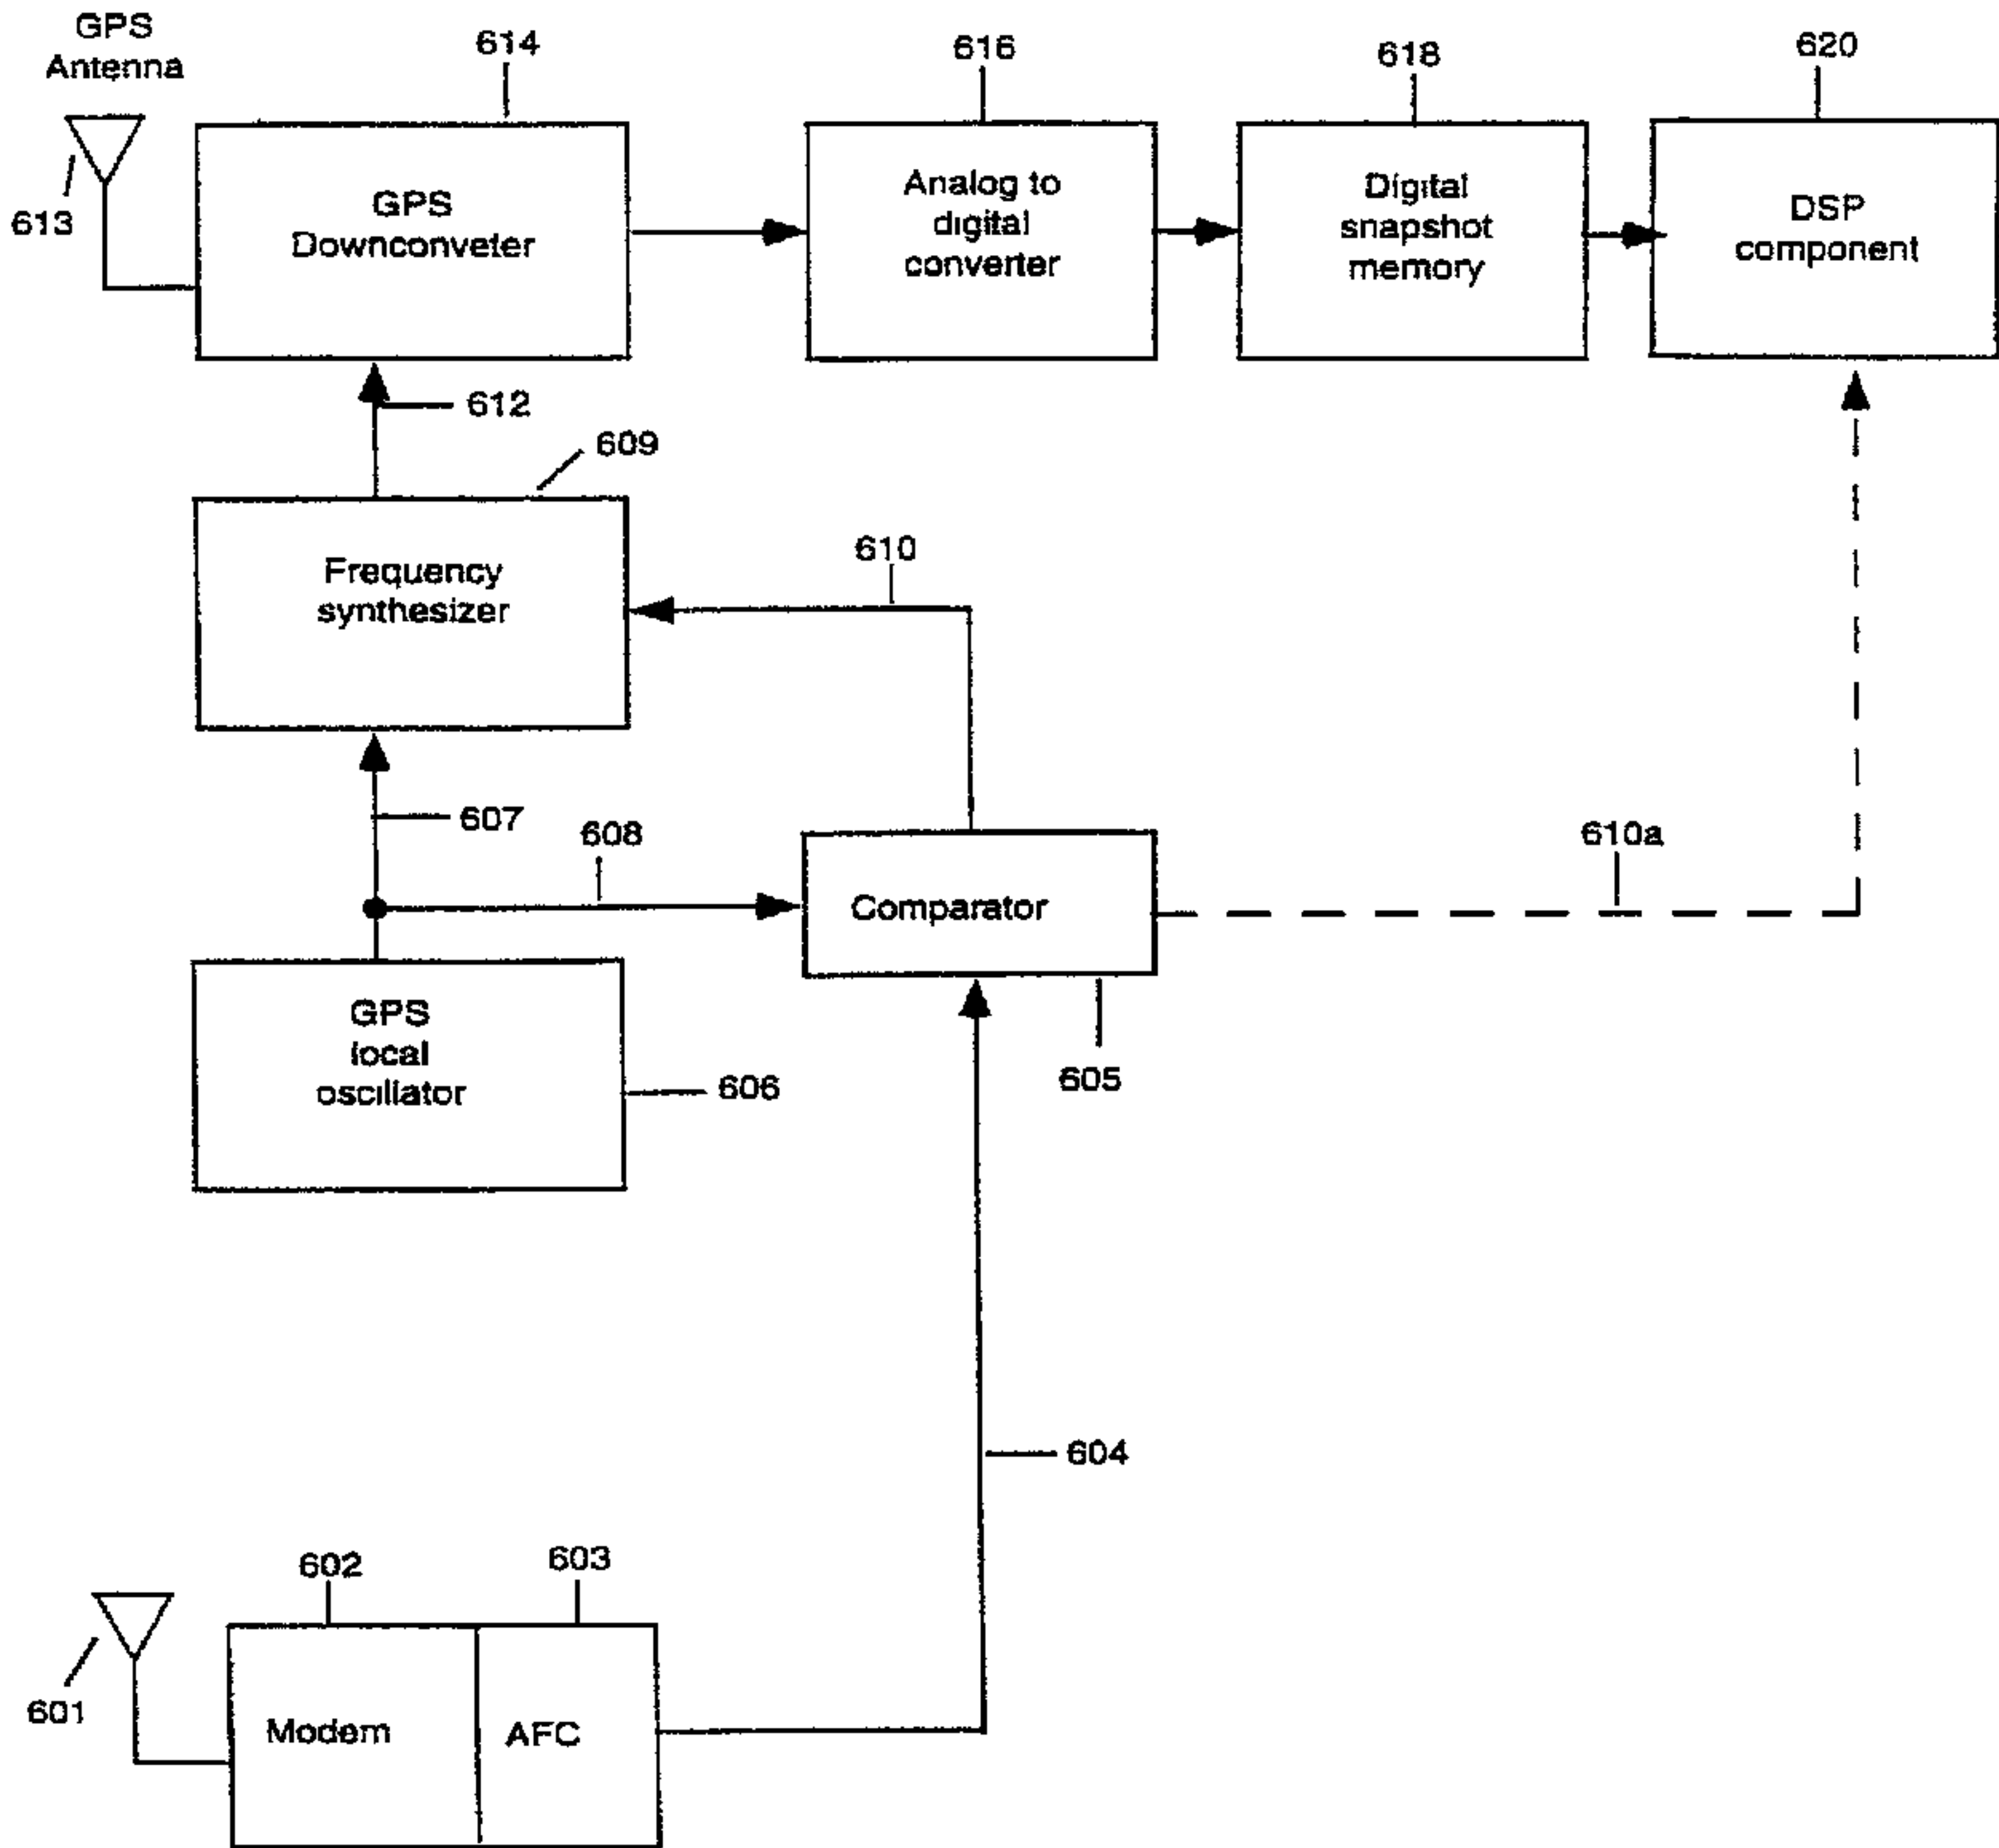 GPS
Antenna
614
616
618
620
613
GPS
Downconveter
Analog to
digital
converter
Digital
snapshot
memory
DSP
component
612
609
Frequency
synthesizer
610
607
608
610a
Comparator
GPS
local
oscillator
606
605
604
602
603
601
Modem
AFC